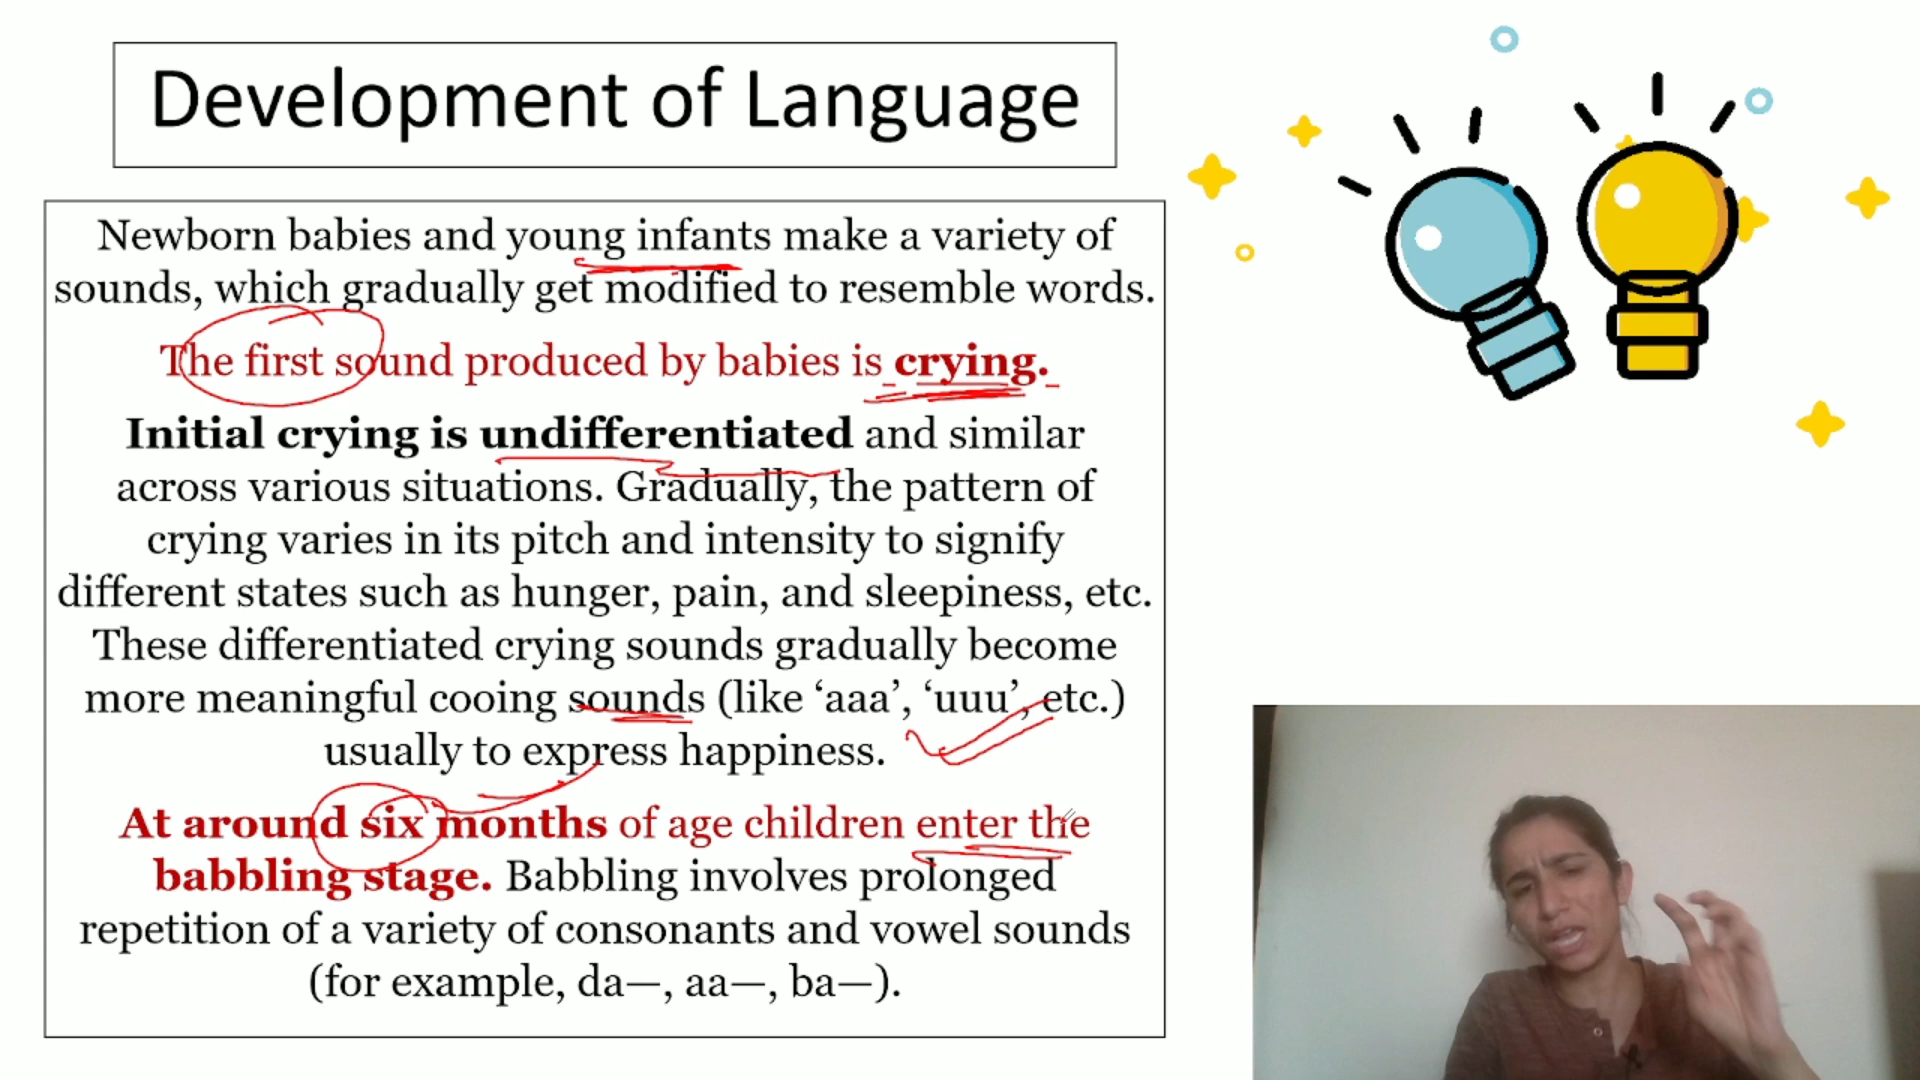 Development of Language
Newborn babies and young infants make a variety of
sounds, which gradually get modified to resemble words.
The first sound produced by babies is crying.
Initial crying is undifferentiated and similar
across various situations. Gradually, the pattern of
crying varies in its pitch and intensity to signify
different states such as hunger, pain, and sleepiness, etc.
These differentiated crying sounds gradually become
more meaningful cooing sounds (like ‘aaa’, ‘uuu’, etc.)
usually to express happiness.
At around six months of age children enter the
babbling stage. Babbling involves prolonged
repetition of a variety of consonants and vowel sounds
(for example, da—, aa—, ba—).